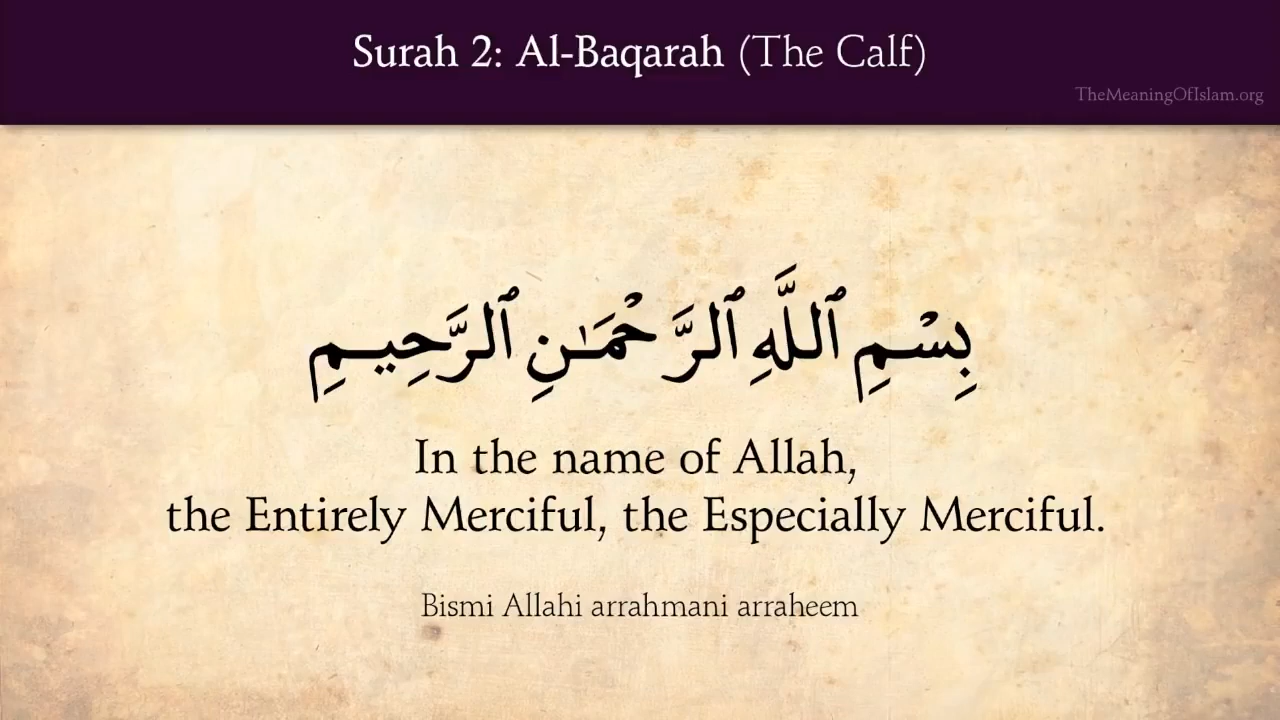 Surah 2: Al-Baqarah (The Calf)
TheMeaningOfIslam.org
بِسْمِ ٱللَّهِ ٱلرَّحْمَـٰنِ ٱلرَّحِيمِ
In the name of Allah,
the Entirely Merciful, the Especially Merciful.
Bismi Allahi arrahmani arraheem